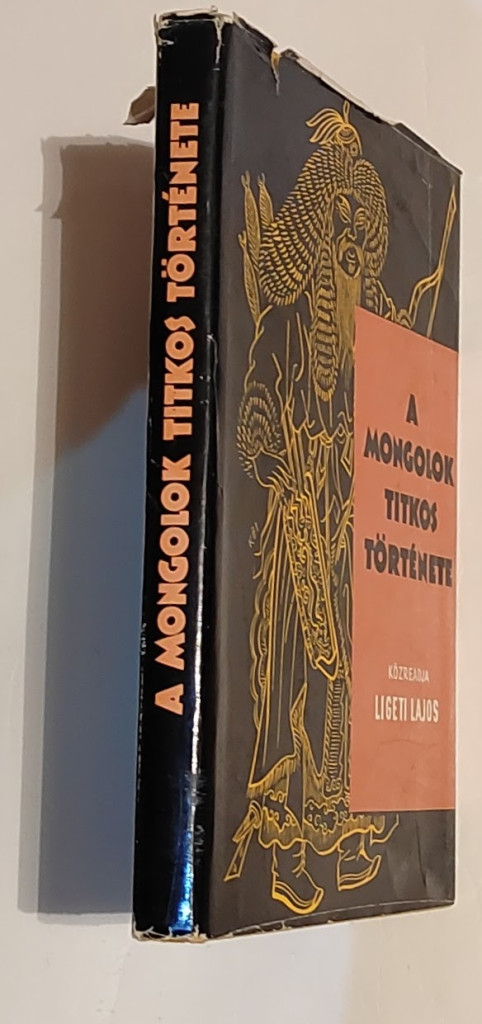 A MONGOLOK TITKOS TÖRTÉNETE
A
MONGOLOK
TITKOS
TÖRTÉNETE
KÖZREADJA
LIGETI LAJOS